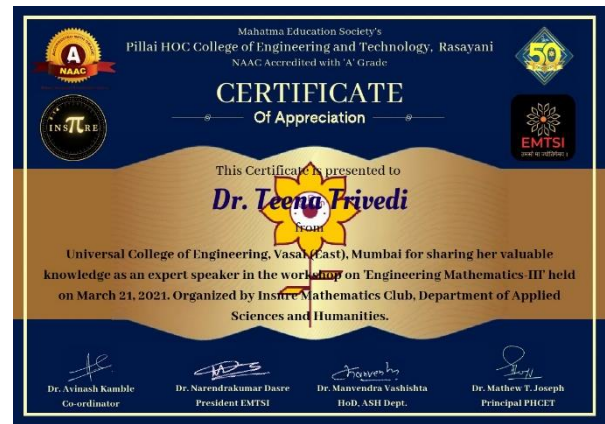 Mahatma Education Society's
Pillai HOC College of Engineering and Technology, Rasayani
NAAC Accredited with 'A' Grade
A
NAAC
50
CERTIFICATE
Of Appreciation
INSπRE
EMTSI
This Certificate is presented to
Dr. Teena Trivedi
from
Universal College of Engineering, Vasai (East), Mumbai for sharing her valuable
knowledge as an expert speaker in the workshop on 'Engineering Mathematics-III' held
on March 21, 2021. Organized by Inspire Mathematics Club, Department of Applied
Sciences and Humanities.
Dr. Avinash Kamble
Co-ordinator
Dr. Narendrakumar Dasre
President EMTSI
Dr. Manvendra Vashishta
HoD, ASH Dept.
Dr. Mathew T. Joseph
Principal PHCET